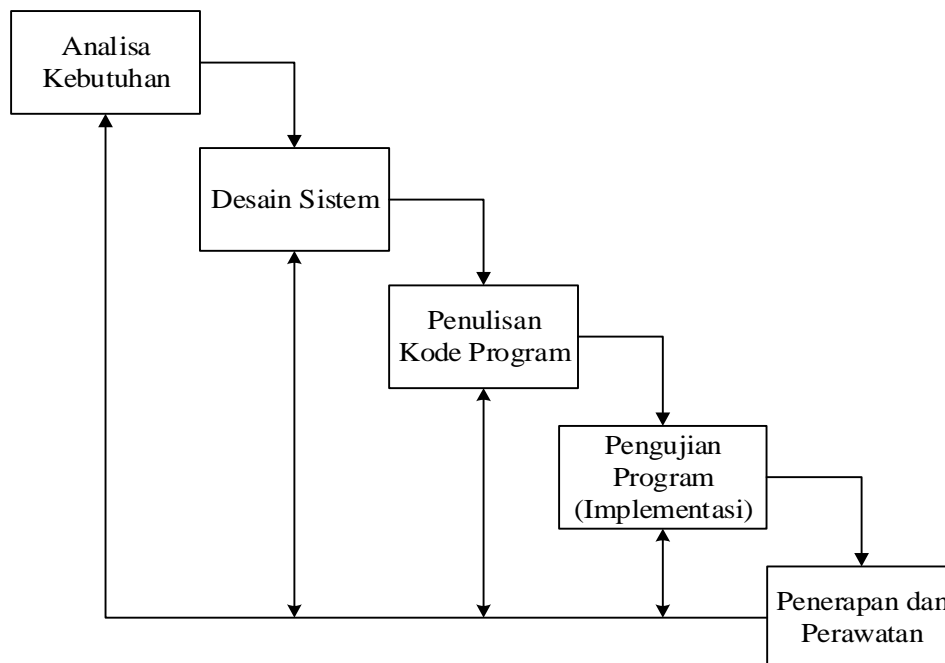 Analisa
Kebutuhan
Desain Sistem
Penulisan
Kode Program
Pengujian
Program
(Implementasi)
Penerapan dan
Perawatan